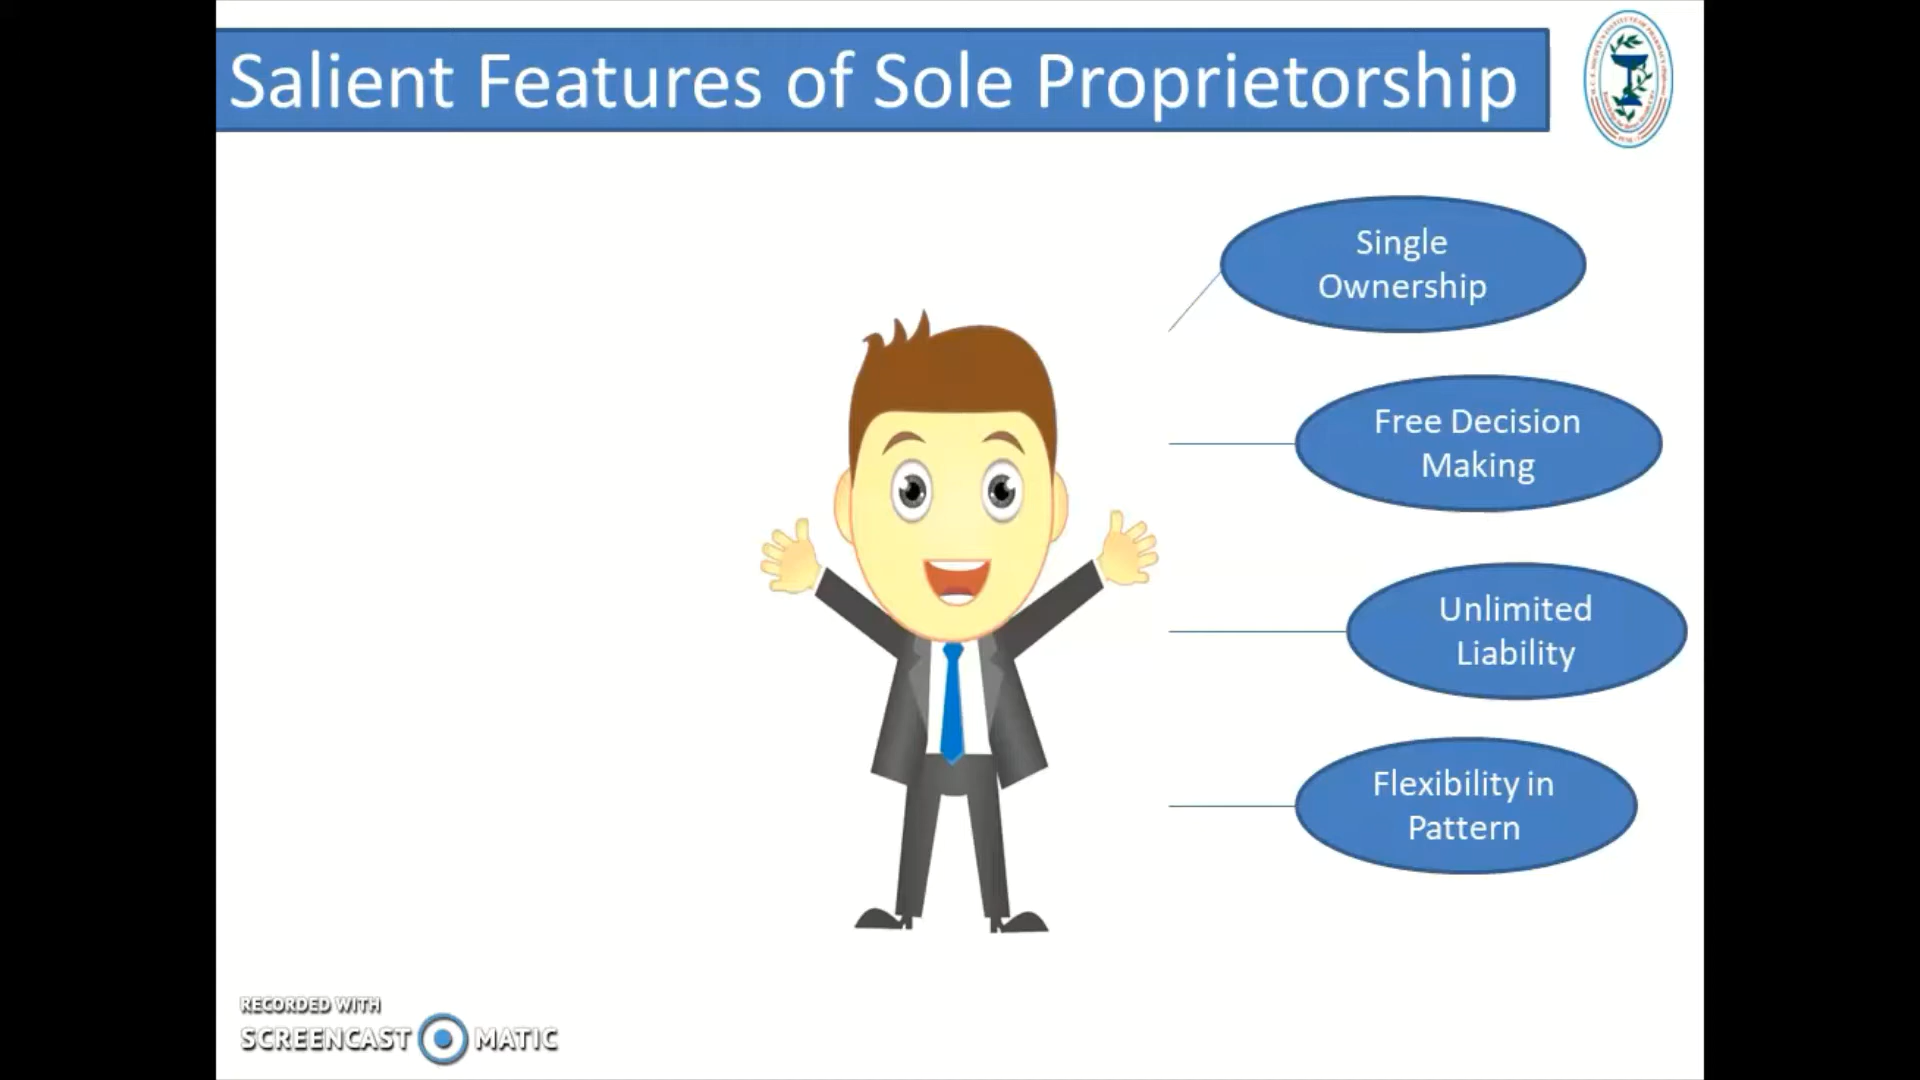 Salient Features of Sole Proprietorship
Single
Ownership
Free Decision
Making
Unlimited
Liability
Flexibility in
Pattern
RECORDED WITH
SCREENCAST MATIC